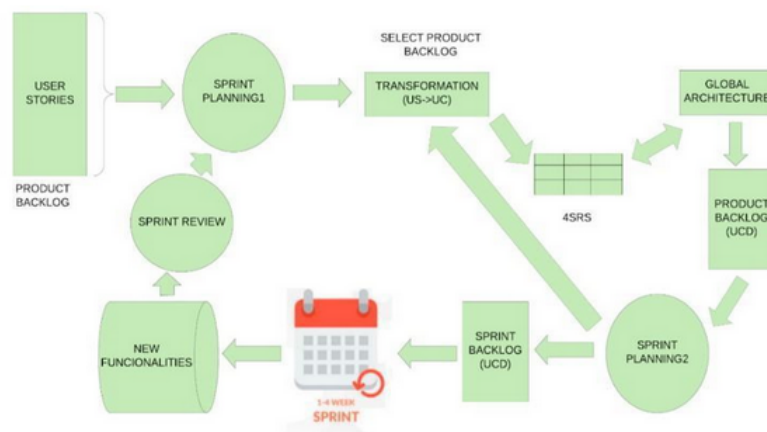 USER
STORIES
PRODUCT
BACKLOG
SPRINT
PLANNING1
SELECT PRODUCT
BACKLOG
TRANSFORMATION
(US->UC)
4SRS
GLOBAL
ARCHITECTURE
PRODUCT
BACKLOG
(UCD)
SPRINT
PLANNING2
SPRINT
BACKLOG
(UCD)
1-4 WEEK
SPRINT
NEW
FUNCIONALITIES
SPRINT REVIEW